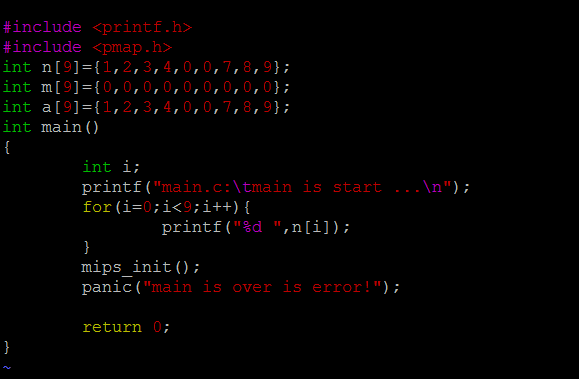 #include <printf.h>
#include <pmap.h>
int n[9]={1,2,3,4,0,0,7,8,9};
int m[9]={0,0,0,0,0,0,0,0,0};
int a[9]={1,2,3,4,0,0,7,8,9};
int main()
{
        int i;
        printf("main.c:\tmain is start ...\n");
        for(i=0;i<9;i++){
                printf("%d ",n[i]);
        }
        mips_init();
        panic("main is over is error!");

        return 0;
}
~